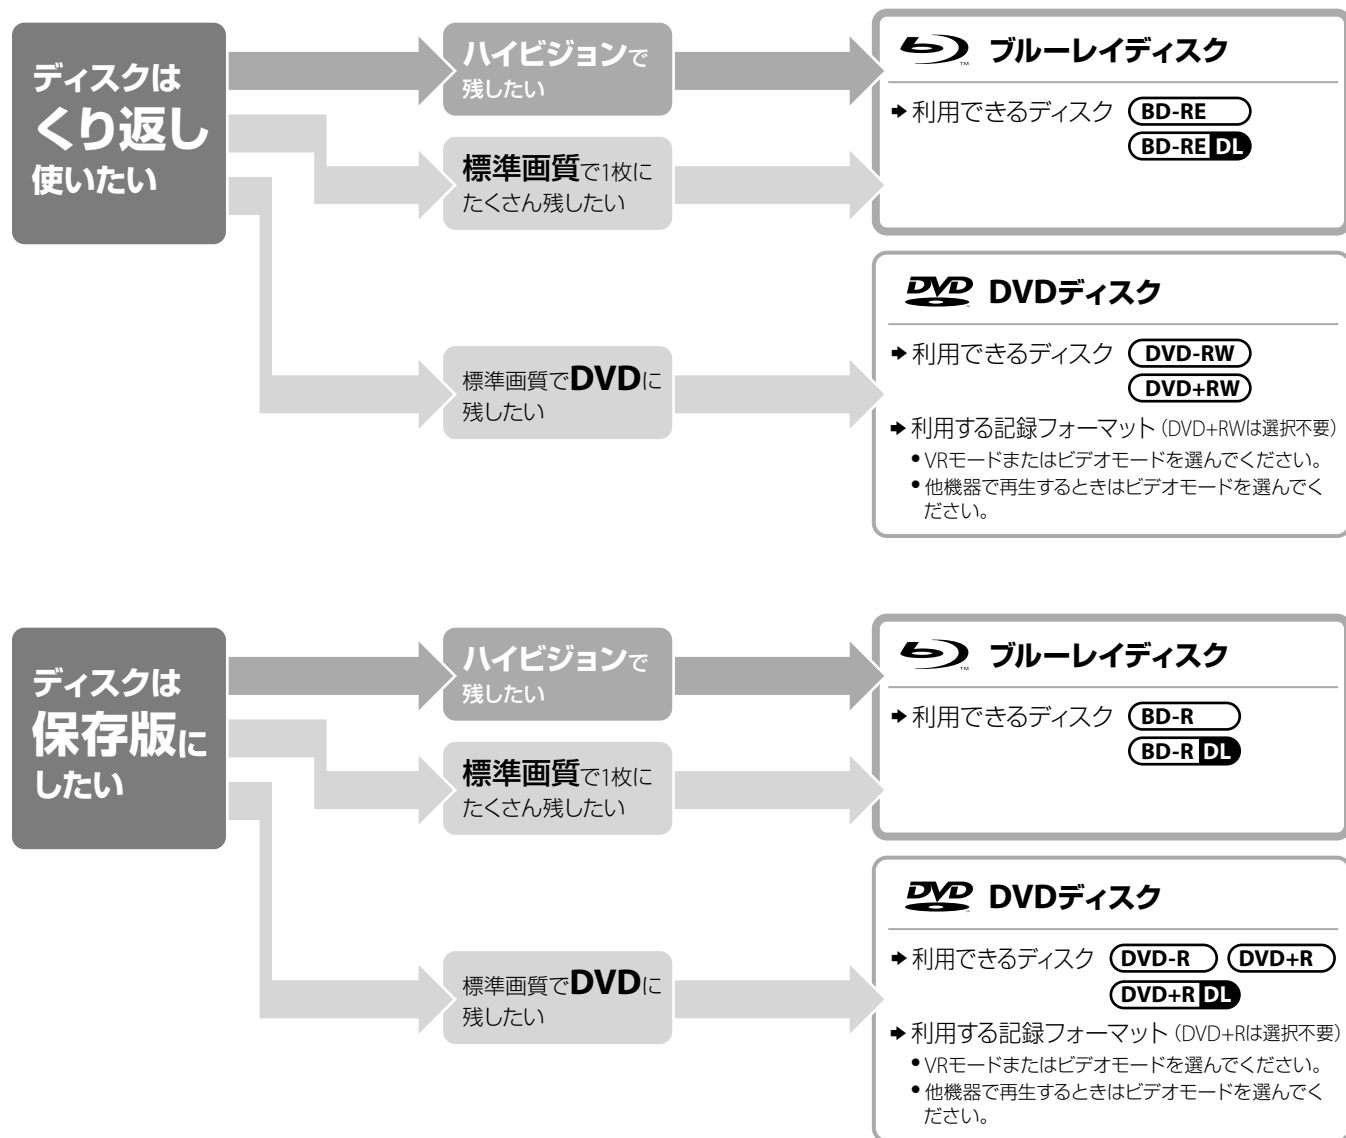 ディスクは
くり返し
使いたい
ハイビジョンで
残したい
標準画質で1枚に
たくさん残したい
標準画質でDVDに
残したい
ブルーレイディスク
利用できるディスク BD-RE
BD-RE DL
DVD DVDディスク
利用できるディスク DVD-RW
DVD+RW
利用する記録フォーマット（DVD+RWは選択不要）
• VRモードまたはビデオモードを選んでください。
• 他機器で再生するときはビデオモードを選んでく
ださい。
ディスクは
保存版に
したい
ハイビジョンで
残したい
標準画質で1枚に
たくさん残したい
標準画質でDVDに
残したい
ブルーレイディスク
利用できるディスク BD-R
BD-R DL
DVD DVDディスク
利用できるディスク DVD-R DVD+R
DVD+R DL
利用する記録フォーマット（DVD+Rは選択不要）
• VRモードまたはビデオモードを選んでください。
• 他機器で再生するときはビデオモードを選んでく
ださい。